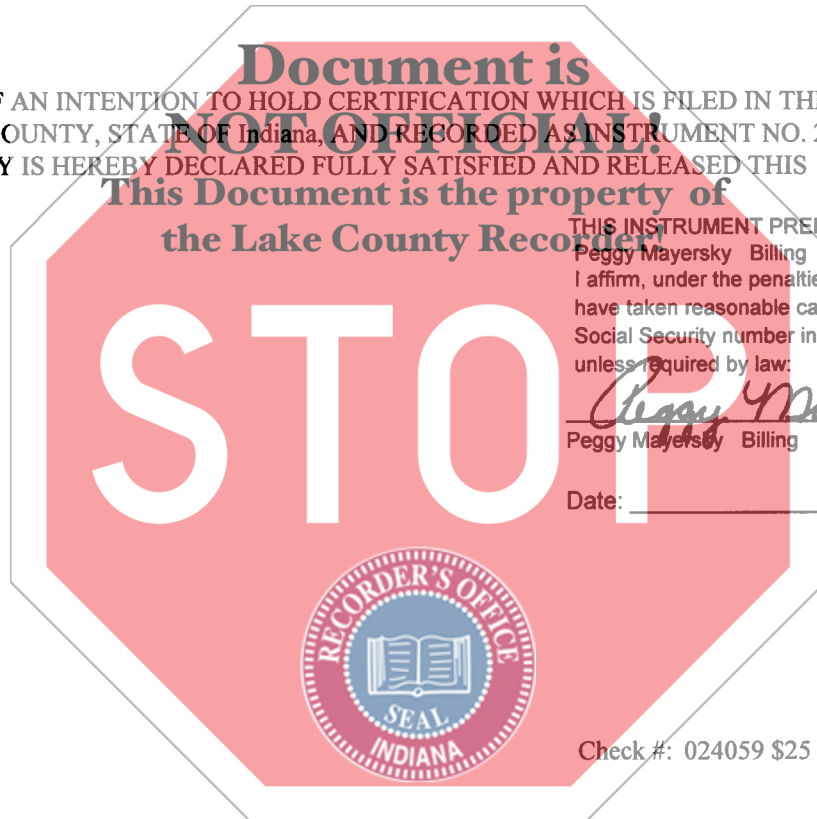 Document is
F AN INTENTION TO HOLD CERTIFICATION WHICH IS FILED IN THE
OUNTY, STATE OF Indiana, AND RECORDED AS INSTRUMENT NO. 2
NOT OFFICIAL!
Y IS HEREBY DECLARED FULLY SATISFIED AND RELEASED THIS
This Document is the property of
the Lake County Recorder!
THIS INSTRUMENT PREP
Peggy Mayersky Billing
I affirm, under the penaltie
have taken reasonable ca
Social Security number in
unless required by law:
Peggy
Peggy Mayersky Billing
Date:
STOP
RECORDER'S OFFICE
SEAL
INDIANA
Check #: 024059 $25